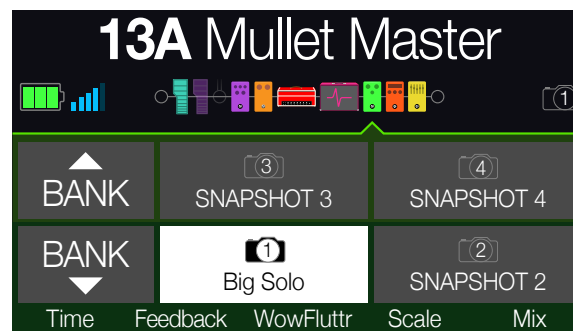 13A Mullet Master
1
3
4
BANK
SNAPSHOT 3
SNAPSHOT 4
BANK
1
2
Big Solo
SNAPSHOT 2
Time Feedback WowFluttr Scale Mix